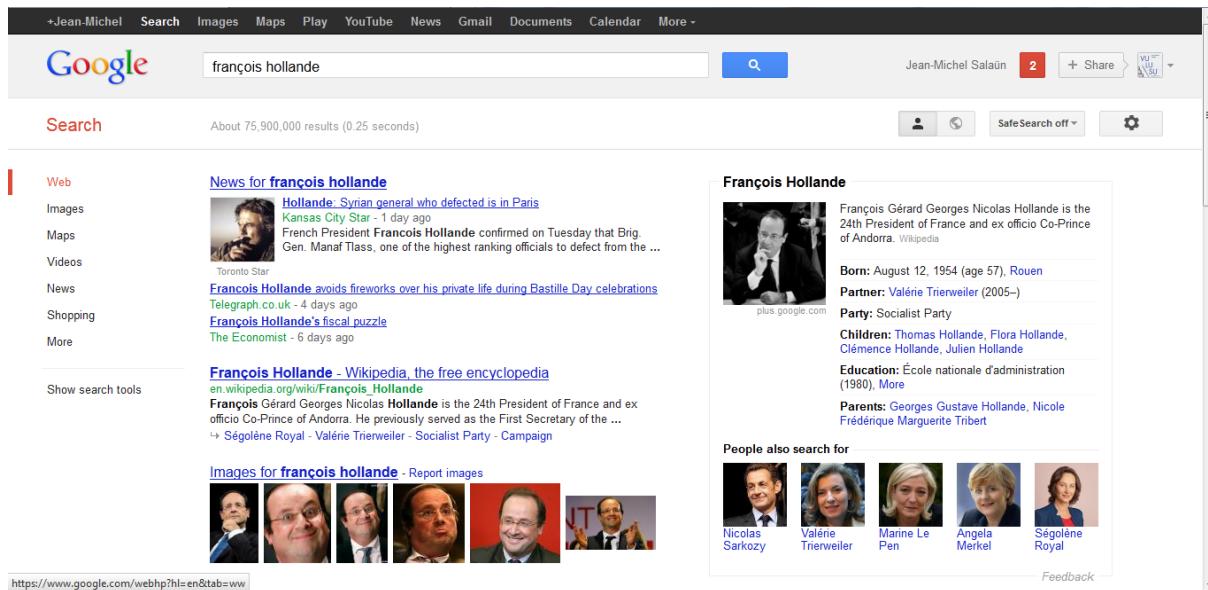 +Jean-Michel Search Images Maps Play YouTube News Gmail Documents Calendar More
Google
françois hollande
Jean-Michel Salaün 2 + Share
VU
LU
SU
Search
About 75,900,000 results (0.25 seconds)
SafeSearch off
Web
Images
Maps
Videos
News
Shopping
More
Show search tools
News for françois hollande
Hollande: Syrian general who defected is in Paris
Kansas City Star - 1 day ago
French President Francois Hollande confirmed on Tuesday that Brig.
Gen. Manaf Tlass, one of the highest ranking officials to defect from the ...
Toronto Star
Francois Hollande avoids fireworks over his private life during Bastille Day celebrations
Telegraph.co.uk - 4 days ago
François Hollande's fiscal puzzle
The Economist - 6 days ago
François Hollande - Wikipedia, the free encyclopedia
en.wikipedia.org/wiki/François_Hollande
François Gérard Georges Nicolas Hollande is the 24th President of France and ex
officio Co-Prince of Andorra. He previously served as the First Secretary of the ...
Ségolène Royal - Valérie Trierweiler - Socialist Party - Campaign
Images for françois hollande - Report images
François Hollande
plus.google.com
François Gérard Georges Nicolas Hollande is the
24th President of France and ex officio Co-Prince
of Andorra. Wikipedia
Born: August 12, 1954 (age 57), Rouen
Partner: Valérie Trierweiler (2005–)
Party: Socialist Party
Children: Thomas Hollande, Flora Hollande,
Clémence Hollande, Julien Hollande
Education: École nationale d'administration
(1980), More
Parents: Georges Gustave Hollande, Nicole
Frédérique Marguerite Tribert
People also search for
Nicolas Sarkozy
Valérie Trierweiler
Marine Le Pen
Angela Merkel
Ségolène Royal
Feedback
https://www.google.com/webhp?hl=en&tab=ww